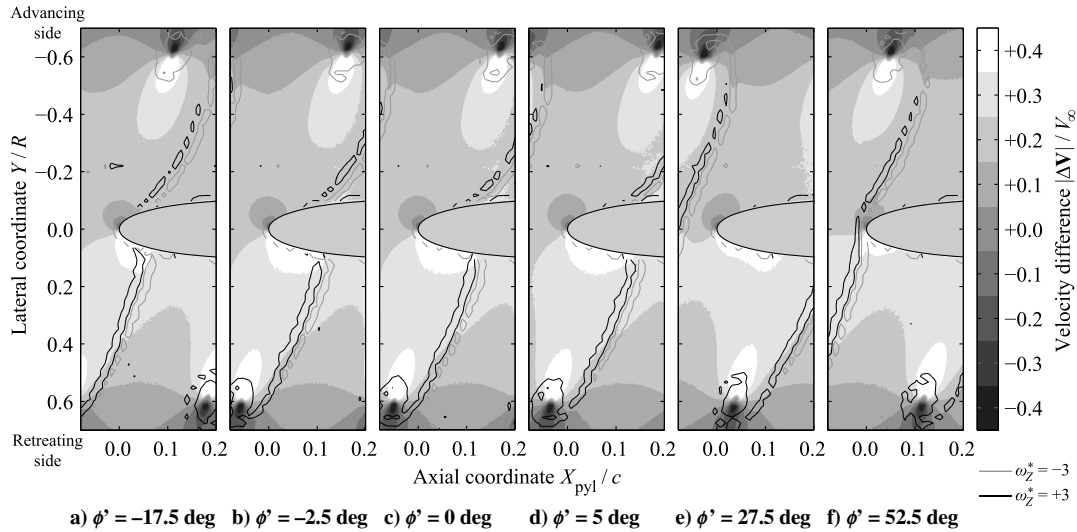 Advancing side
−0.6
−0.4
−0.2
0.0
0.2
0.4
0.6
Lateral coordinate Y / R
Retreating side
0.0 0.1 0.2
0.0 0.1 0.2
0.0 0.1 0.2
0.0 0.1 0.2
0.0 0.1 0.2
0.0 0.1 0.2
Axial coordinate X_pyl / c
+0.4
+0.3
+0.2
+0.1
+0.0
−0.1
−0.2
−0.3
−0.4
Velocity difference |ΔV| / V∞
ω*_Z = −3
ω*_Z = +3
a) ϕ’ = −17.5 deg b) ϕ’ = −2.5 deg c) ϕ’ = 0 deg d) ϕ’ = 5 deg e) ϕ’ = 27.5 deg f) ϕ’ = 52.5 deg